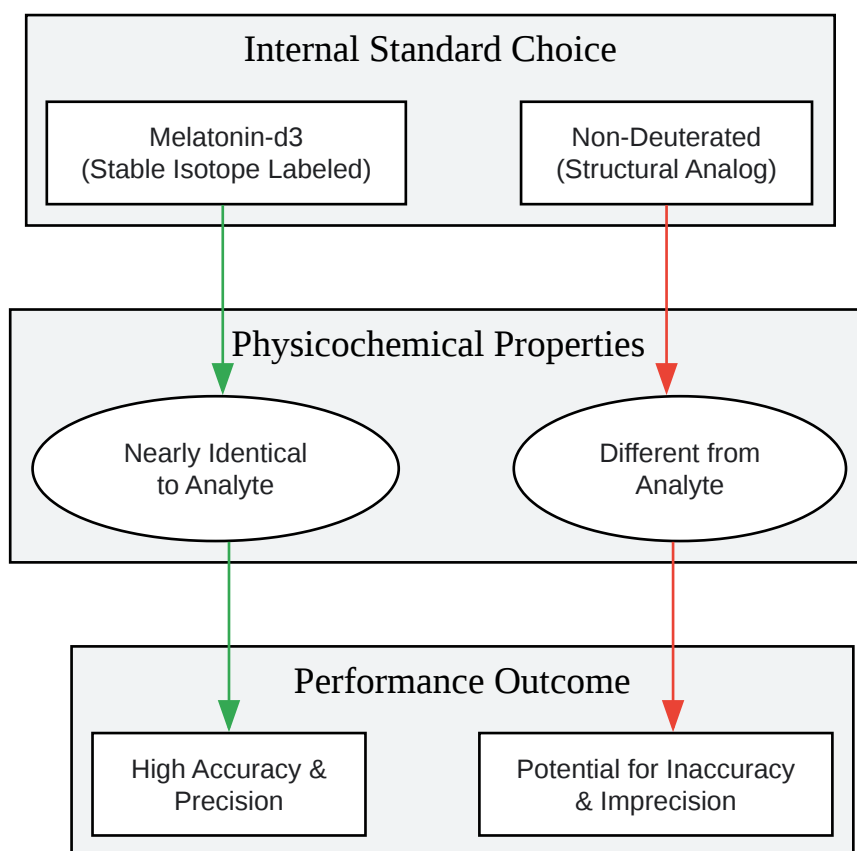 Internal Standard Choice
Melatonin-d3
(Stable Isotope Labeled)
Non-Deuterated
(Structural Analog)
Physicochemical Properties
Nearly Identical
to Analyte
Different from
Analyte
Performance Outcome
High Accuracy &
Precision
Potential for Inaccuracy
& Imprecision